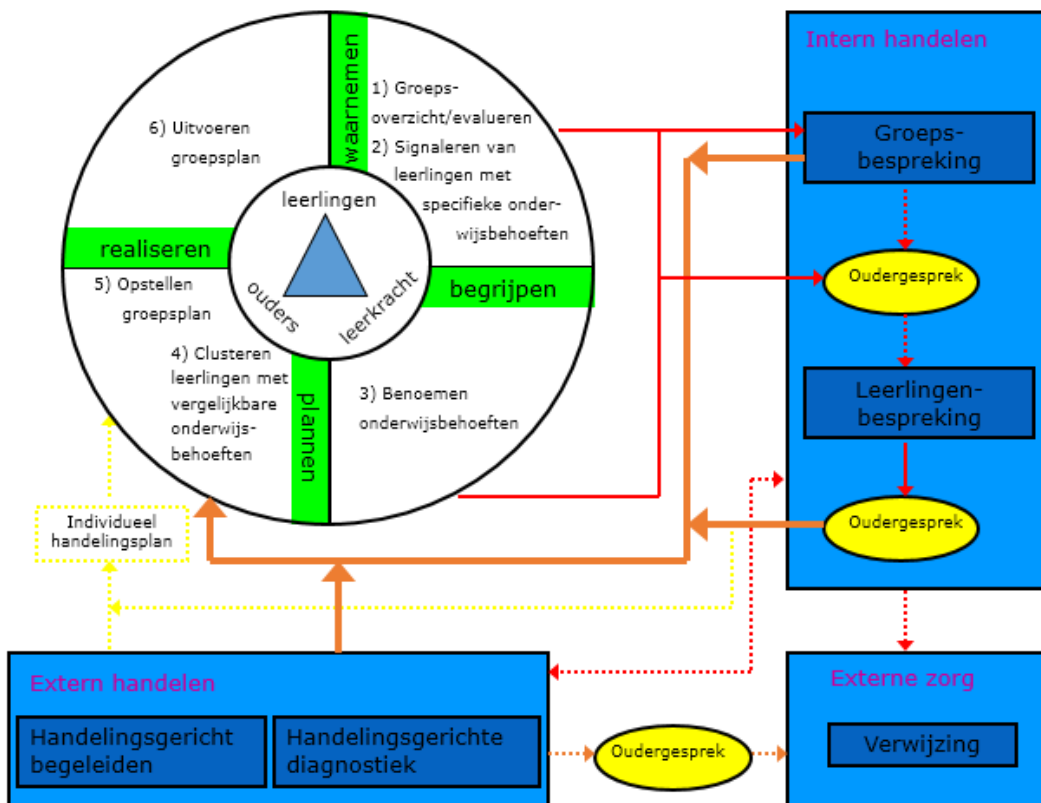 waarnemen
1) Groeps-
overzicht/evalueren
2) Signaleren van
leerlingen met
specifieke onder-
wijsbehoeften
begrijpen
3) Benoemen
onderwijsbehoeften
plannen
4) Clusteren
leerlingen met
vergelijkbare
onderwijs-
behoeften
5) Opstellen
groepsplan
realiseren
6) Uitvoeren
groepsplan
leerlingen
ouders
leerkracht
Intern handelen
Groeps-
bespreking
Oudergesprek
Leerlingen-
bespreking
Oudergesprek
Individueel
handelingsplan
Extern handelen
Handelingsgericht
begeleiden
Handelingsgerichte
diagnostiek
Oudergesprek
Externe zorg
Verwijzing